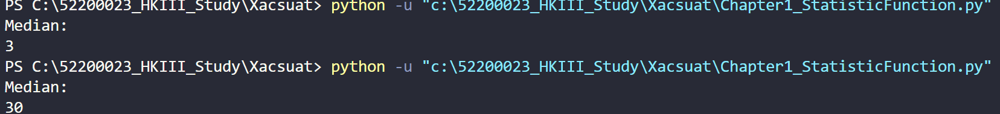 PS C:\52200023_HKIII_Study\Xacsuat> python -u "c:\52200023_HKIII_Study\Xacsuat\Chapter1_StatisticFunction.py"
Median:
3
PS C:\52200023_HKIII_Study\Xacsuat> python -u "c:\52200023_HKIII_Study\Xacsuat\Chapter1_StatisticFunction.py"
Median:
30